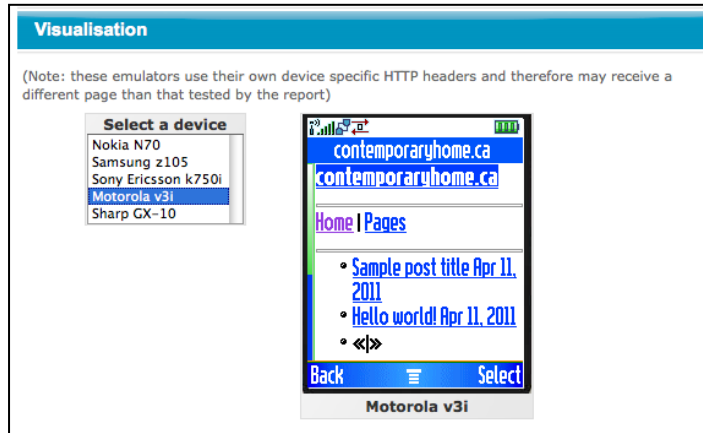 Visualisation
(Note: these emulators use their own device specific HTTP headers and therefore may receive a
different page than that tested by the report)
Select a device
Nokia N70
Samsung z105
Sony Ericsson k750i
Motorola v3i
Sharp GX-10
contemporaryhome.ca
contemporaryhome.ca
Home | Pages
• Sample post title Apr 11,
2011
• Hello world! Apr 11, 2011
• «|»
Back
Select
Motorola v3i